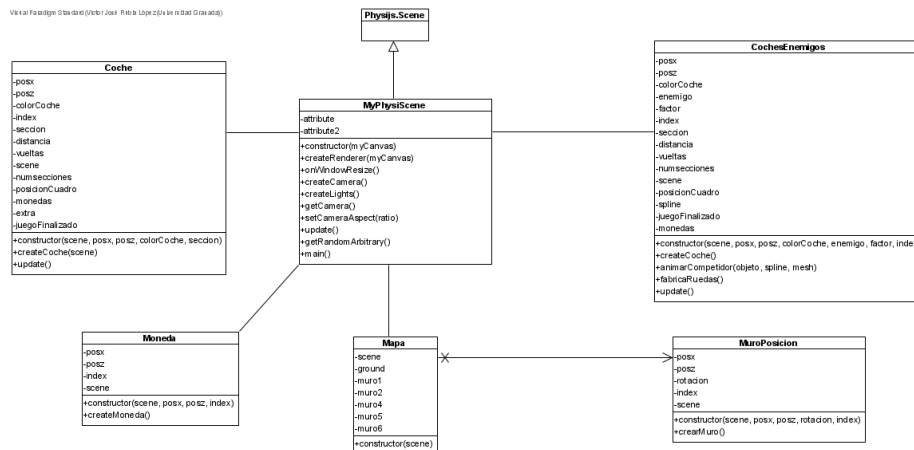 Visual Paradigm Standard(Víctor José Rubia López(Universidad Granada))
Physijs.Scene
Coche
-posx
-posz
-colorCoche
-index
-seccion
-distancia
-vueltas
-scene
-numsecciones
-posicionCuadro
-monedas
-extra
-juegoFinalizado
+constructor(scene, posx, posz, colorCoche, seccion)
+createCoche(scene)
+update()
MyPhysiScene
-attribute
-attribute2
+constructor(myCanvas)
+createRenderer(myCanvas)
+onWindowResize()
+createCamera()
+createLights()
+getCamera()
+setCameraAspect(ratio)
+update()
+getRandomArbitrary()
+main()
CochesEnemigos
-posx
-posz
-colorCoche
-enemigo
-factor
-index
-seccion
-distancia
-vueltas
-numsecciones
-scene
-posicionCuadro
-spline
-juegoFinalizado
-monedas
+constructor(scene, posx, posz, colorCoche, enemigo, factor, index
+createCoche()
+animarCompetidor(objeto, spline, mesh)
+fabricaRuedas()
+update()
Moneda
-posx
-posz
-index
-scene
+constructor(scene, posx, posz, index)
+createMoneda()
Mapa
-scene
-ground
-muro1
-muro2
-muro4
-muro5
-muro6
+constructor(scene)
MuroPosicion
-posx
-posz
-rotacion
-index
-scene
+constructor(scene, posx, posz, rotacion, index)
+crearMuro()